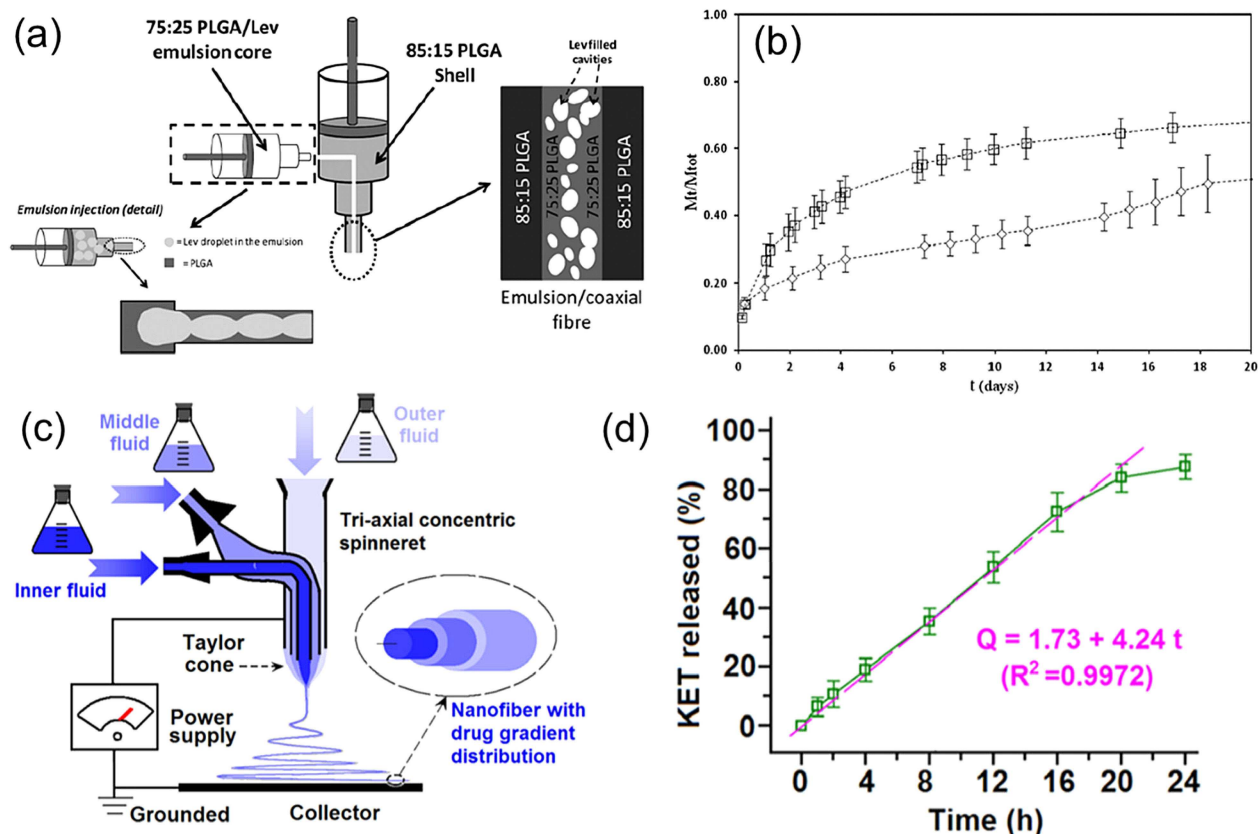 (a)
75:25 PLGA/Lev
emulsion core
85:15 PLGA
Shell
Emulsion injection (detail)
= Lev droplet in the emulsion
= PLGA
Lev filled
cavities
85:15 PLGA
75:25 PLGA
75:25 PLGA
85:15 PLGA
Emulsion/coaxial
fibre
(b)
Mt/Mtot
1.00
0.80
0.60
0.40
0.20
0.00
0 2 4 6 8 10 12 14 16 18 20
t (days)
(c)
Middle
fluid
Outer
fluid
Inner fluid
Tri-axial concentric
spinneret
Taylor
cone
Power
supply
Nanofiber with
drug gradient
distribution
Grounded
Collector
(d)
KET released (%)
100
80
60
40
20
0
Q = 1.73 + 4.24 t
(R² =0.9972)
0 4 8 12 16 20 24
Time (h)